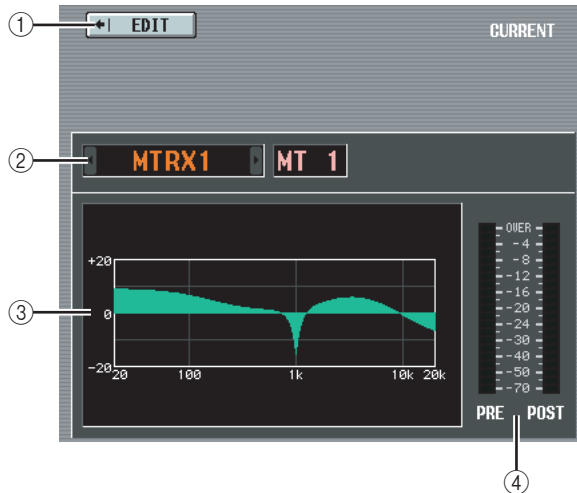 ① EDIT
CURRENT
② MTRX1 MT 1
③
+20
0
-20
20 100 1k 10k 20k
OVER
-4
-8
-12
-16
-20
-24
-30
-40
-50
-70
PRE POST
④